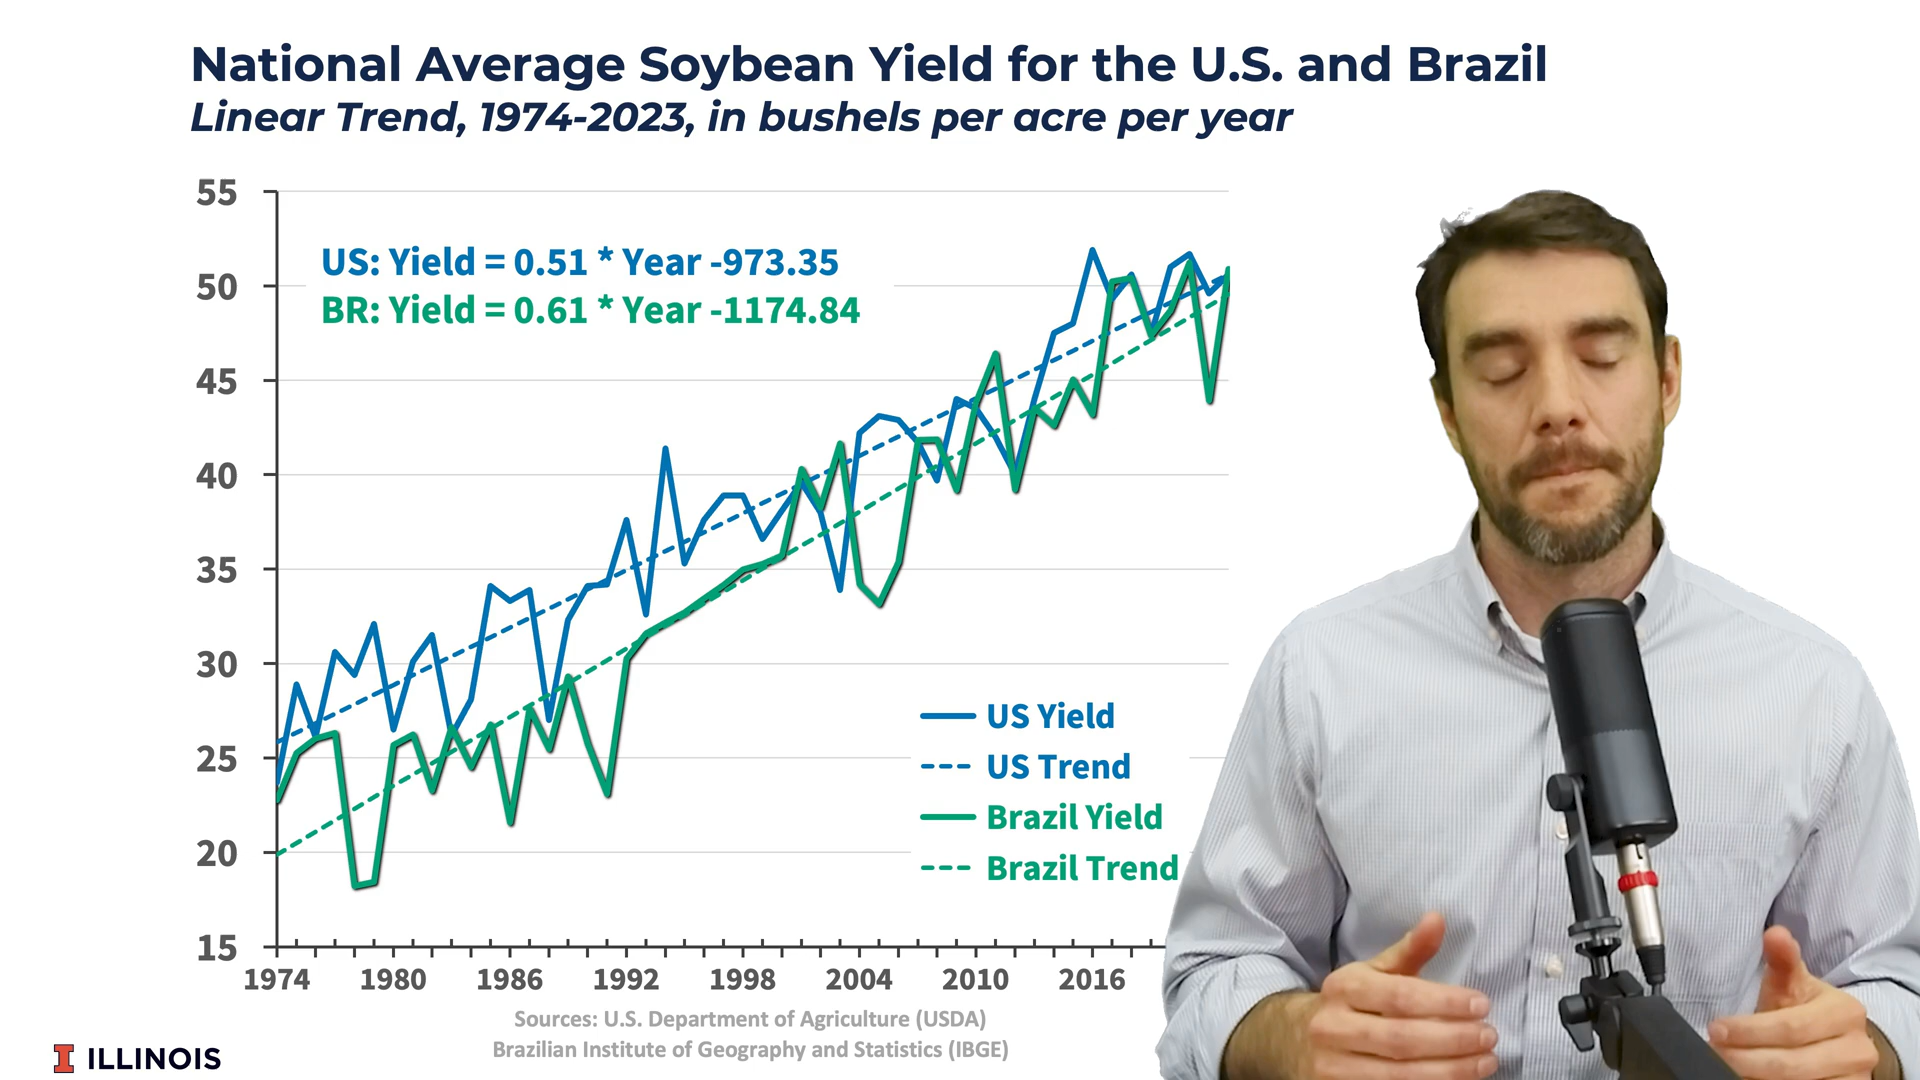 National Average Soybean Yield for the U.S. and Brazil
Linear Trend, 1974-2023, in bushels per acre per year
55
50
45
40
35
30
25
20
15
US: Yield = 0.51 * Year -973.35
BR: Yield = 0.61 * Year -1174.84
US Yield
US Trend
Brazil Yield
Brazil Trend
1974 1980 1986 1992 1998 2004 2010 2016
Sources: U.S. Department of Agriculture (USDA)
Brazilian Institute of Geography and Statistics (IBGE)
I ILLINOIS